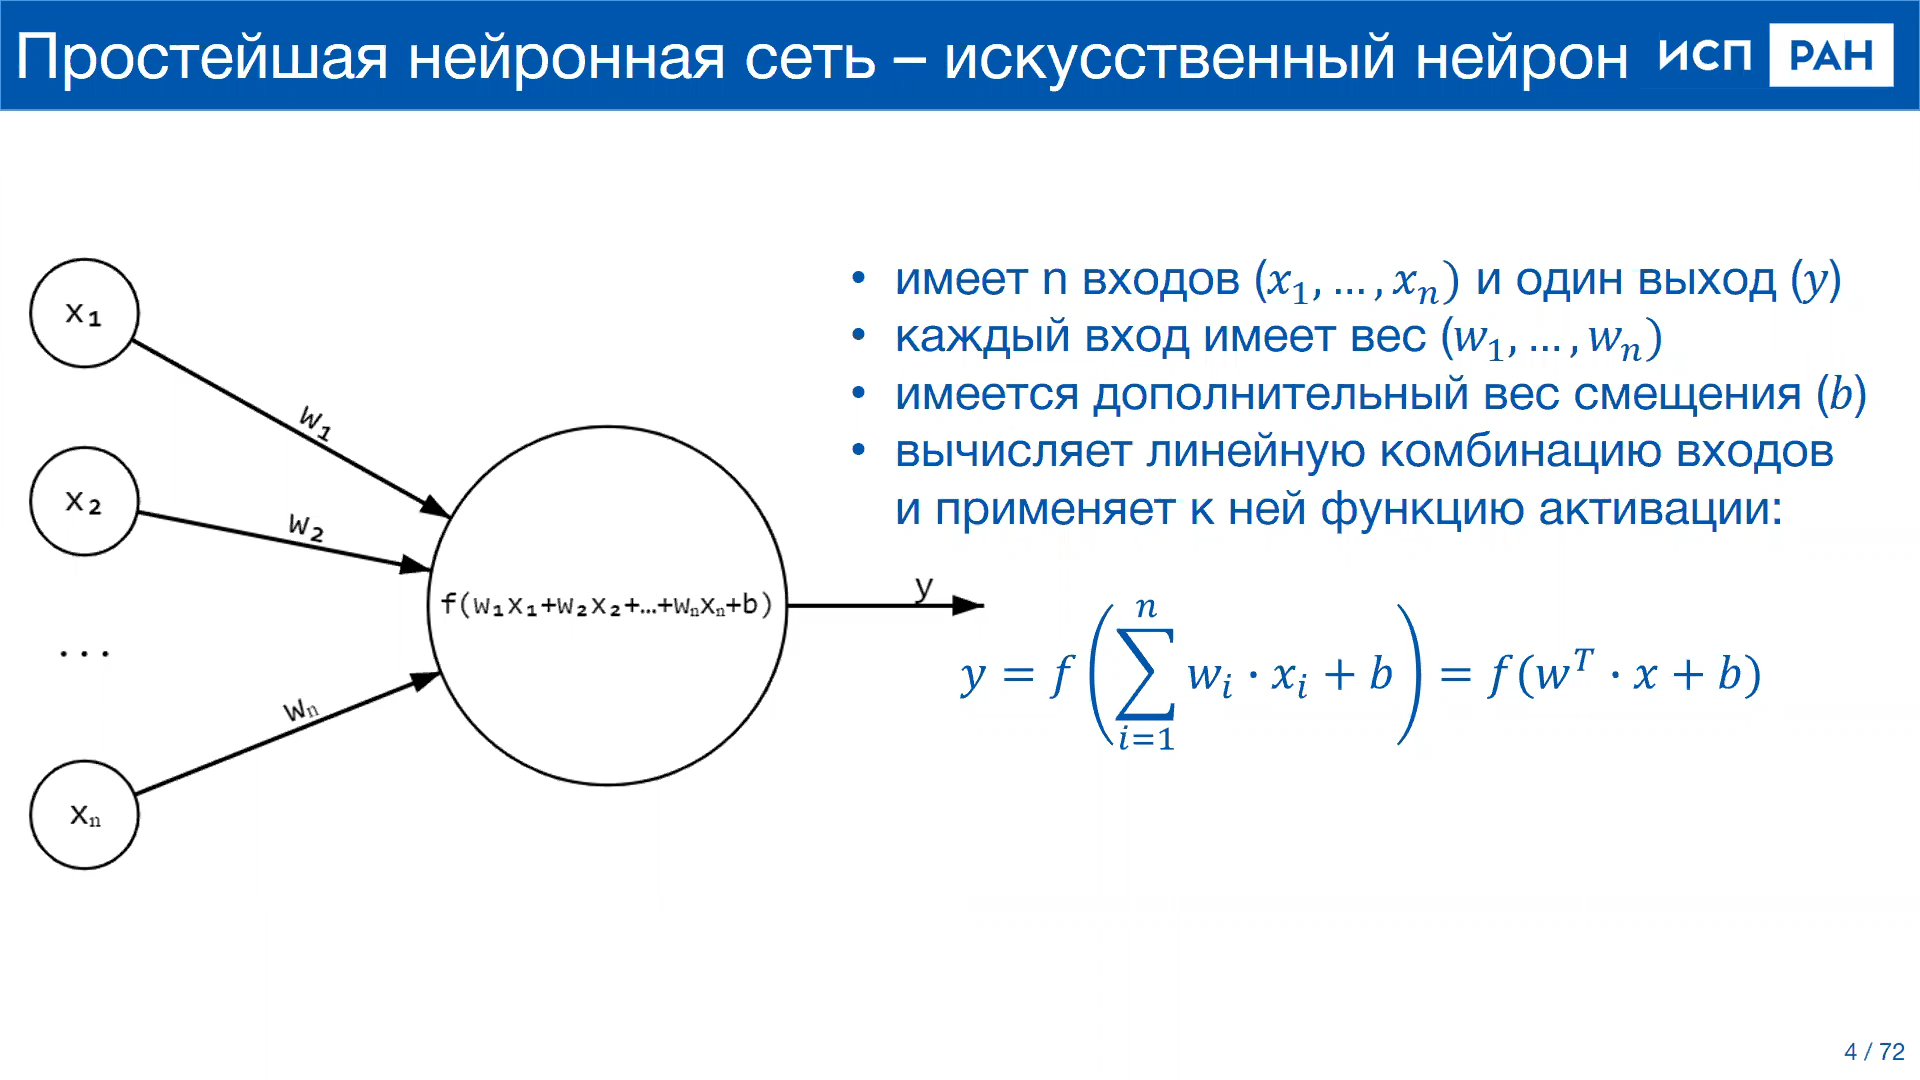 Простейшая нейронная сеть – искусственный нейрон
ИСП РАН
x₁
x₂
...
xₙ
w₁
w₂
wₙ
f(w₁x₁+w₂x₂+…+wₙxₙ+b)
y
• имеет n входов (x₁, … , xₙ) и один выход (y)
• каждый вход имеет вес (w₁, … , wₙ)
• имеется дополнительный вес смещения (b)
• вычисляет линейную комбинацию входов
и применяет к ней функцию активации:
y = f(∑ᵢ₌₁ⁿ wᵢ · xᵢ + b) = f(wᵀ · x + b)
4 / 72